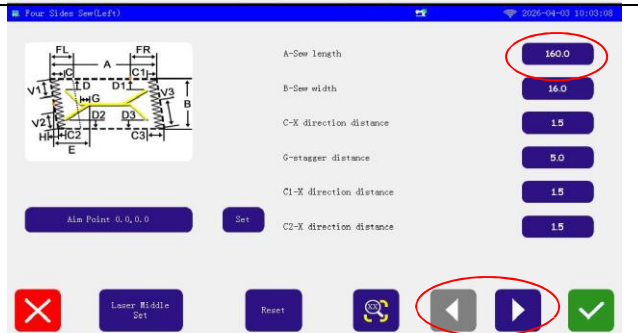 Four Sides Sew(Left)
2026-04-03 10:03:08
FL FR
A
C C1
V1 D D1 V3
G B
V2 D2 D3
H C2 C3
E
A-Sew length 160.0
B-Sew width 16.0
C-X direction distance 1.5
G-stagger distance 5.0
C1-X direction distance 1.5
Aim Point 0.0,0.0 Set C2-X direction distance 1.5
Laser Middle
Set
Reset
XX